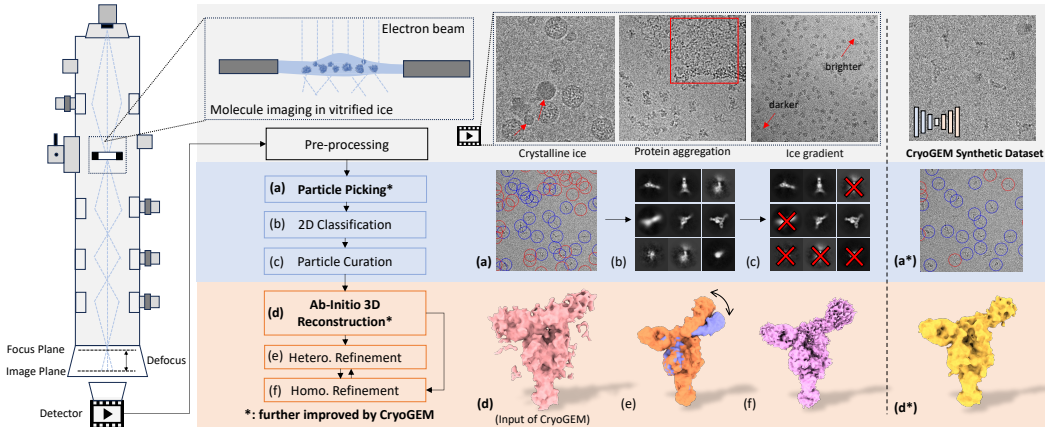 Electron beam
Molecule imaging in vitrified ice
brighter
darker
Crystalline ice
Protein aggregation
Ice gradient
CryoGEM Synthetic Dataset
Pre-processing
(a) Particle Picking*
(b) 2D Classification
(c) Particle Curation
(a)
(b)
(c)
(a*)
(d) Ab-Initio 3D
Reconstruction*
(e) Hetero. Refinement
(f) Homo. Refinement
*: further improved by CryoGEM
Focus Plane
Image Plane
Defocus
Detector
(d)
(Input of CryoGEM)
(e)
(f)
(d*)